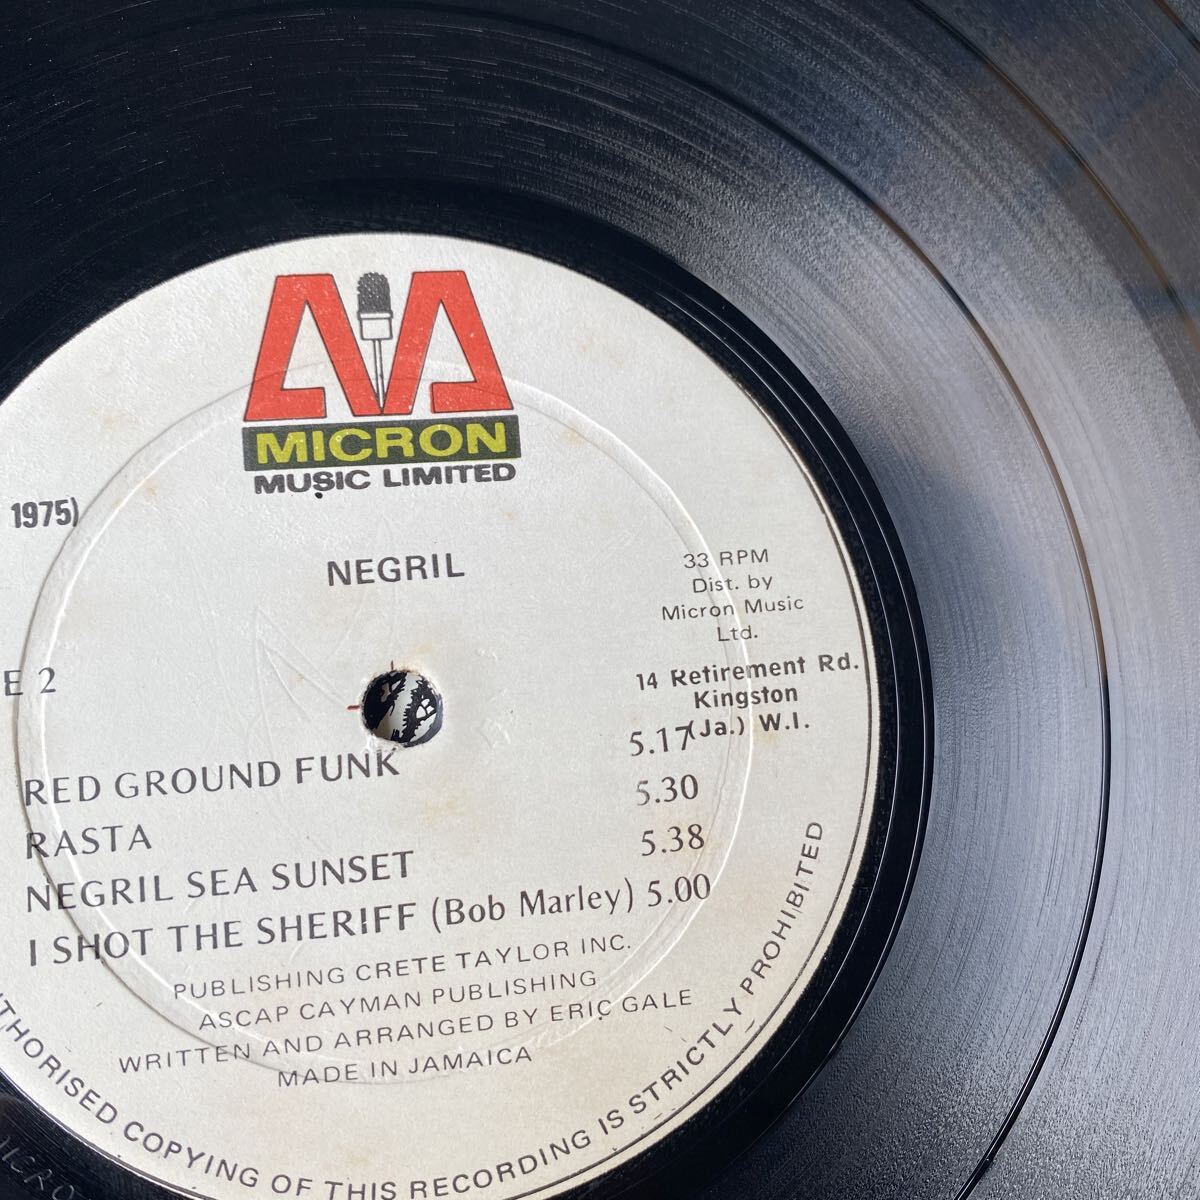 MICRON
MUSIC LIMITED
1975)
NEGRIL
33 RPM
Dist. by
Micron Music
Ltd.
14 Retirement Rd.
Kingston
(Ja.) W.I.
E 2
RED GROUND FUNK 5.17
RASTA 5.30
NEGRIL SEA SUNSET 5.38
I SHOT THE SHERIFF (Bob Marley) 5.00
PUBLISHING CRETE TAYLOR INC.
ASCAP CAYMAN PUBLISHING
WRITTEN AND ARRANGED BY ERIC GALE
MADE IN JAMAICA
THORISED COPYING OF THIS RECORDING IS STRICTLY PROHIBITED